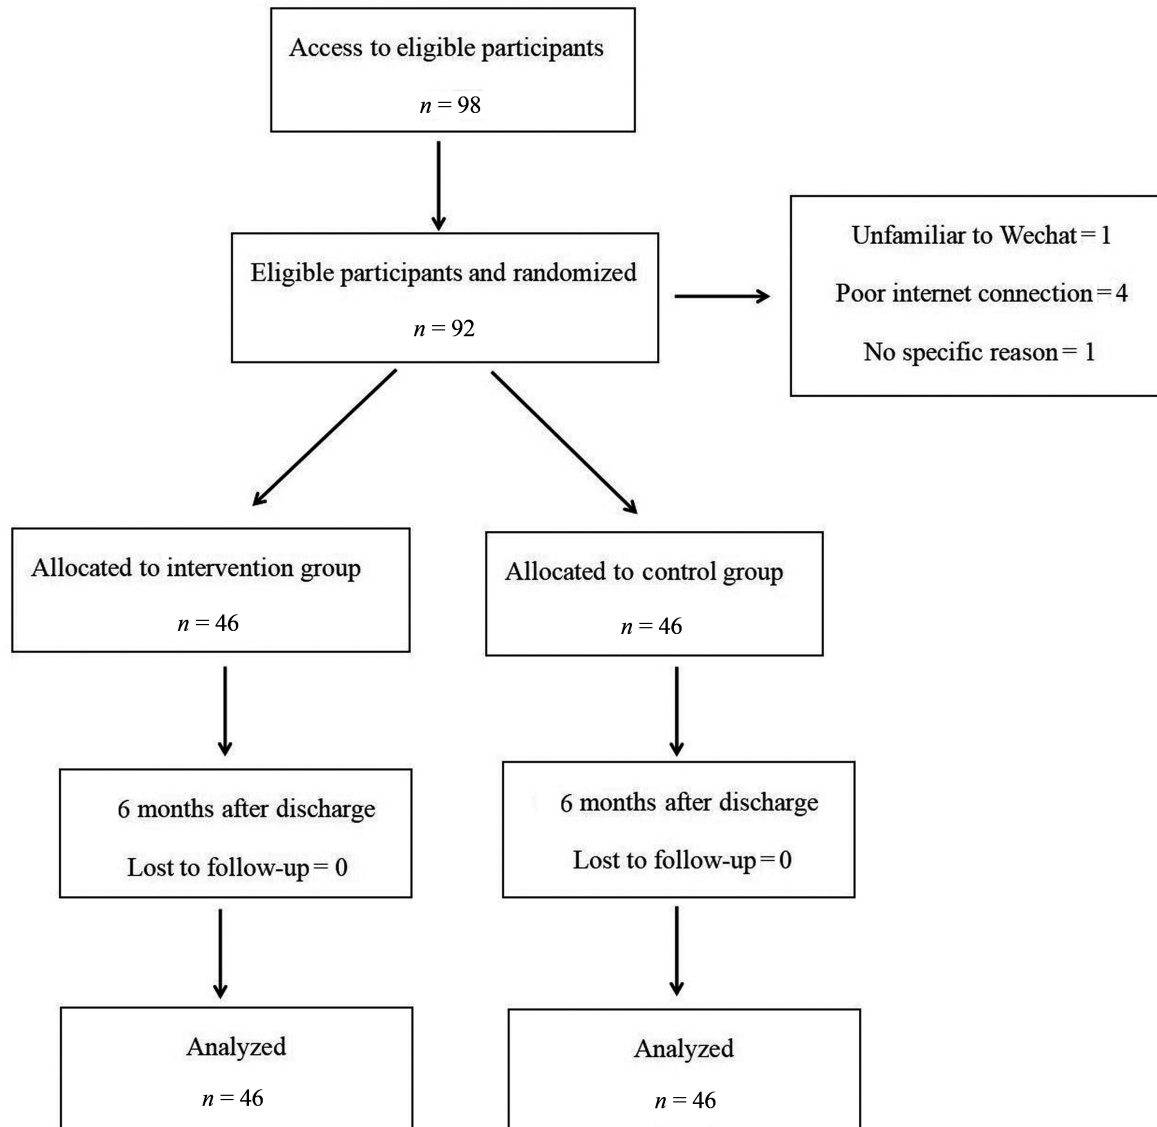 Access to eligible participants
n = 98
Eligible participants and randomized
n = 92
Unfamiliar to Wechat = 1
Poor internet connection = 4
No specific reason = 1
Allocated to intervention group
n = 46
Allocated to control group
n = 46
6 months after discharge
Lost to follow-up = 0
6 months after discharge
Lost to follow-up = 0
Analyzed
n = 46
Analyzed
n = 46